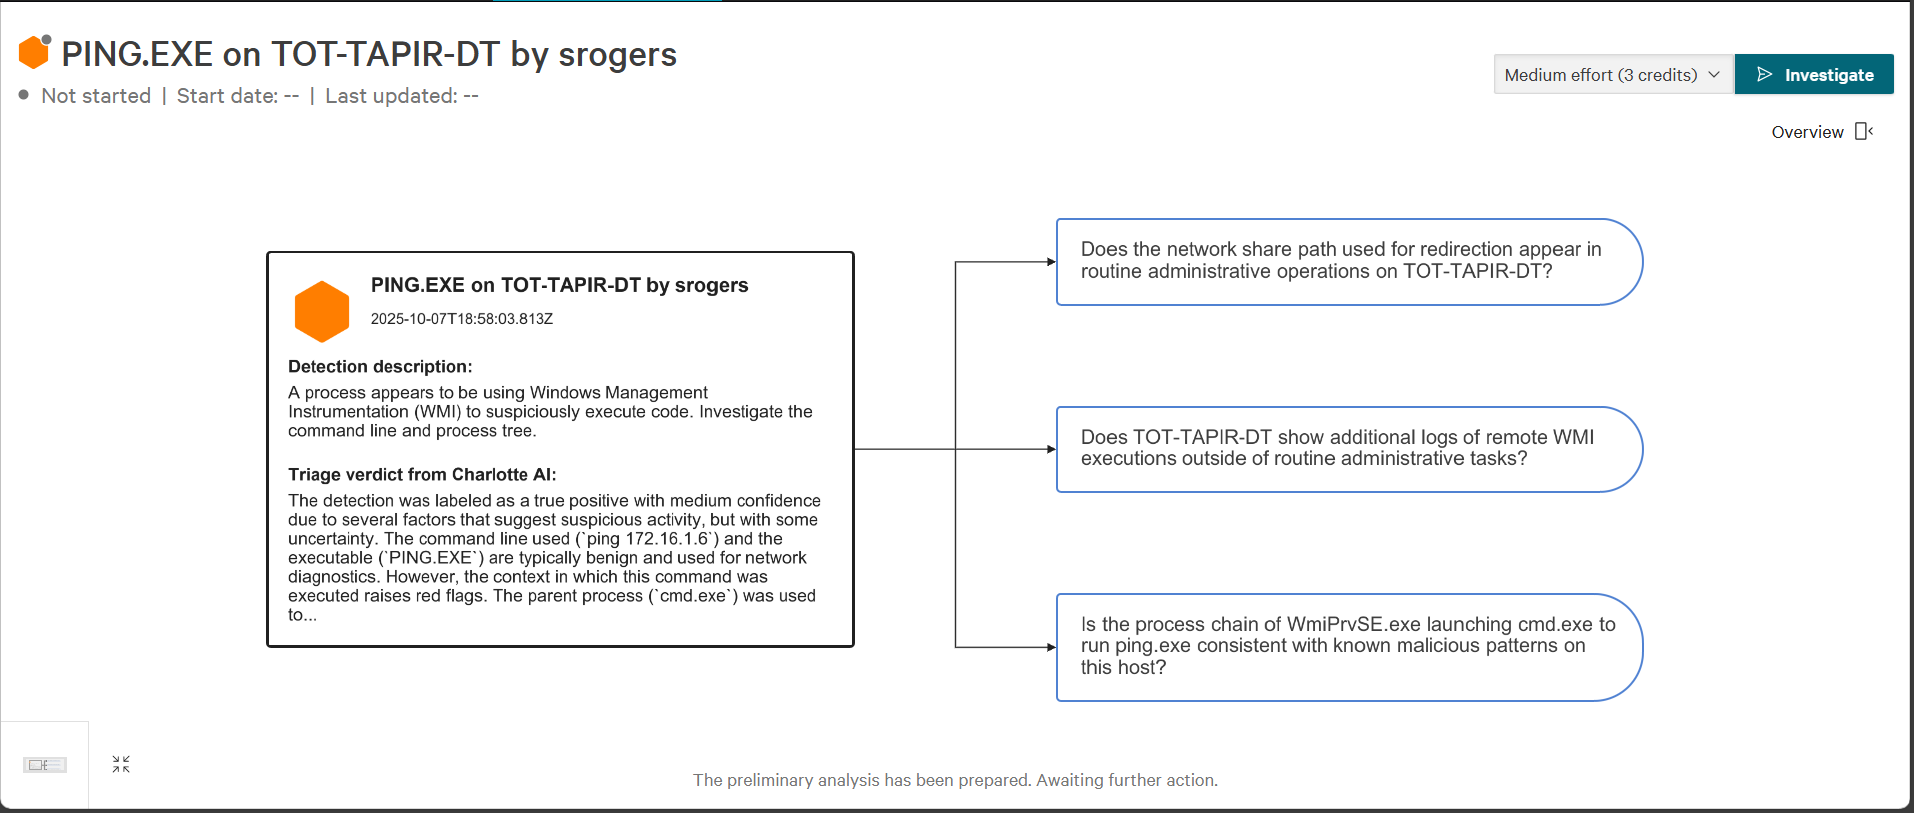 PING.EXE on TOT-TAPIR-DT by srogers
Not started | Start date: -- | Last updated: --
Medium effort (3 credits)
Investigate
Overview
PING.EXE on TOT-TAPIR-DT by srogers
2025-10-07T18:58:03.813Z
Detection description:
A process appears to be using Windows Management
Instrumentation (WMI) to suspiciously execute code. Investigate the
command line and process tree.
Triage verdict from Charlotte AI:
The detection was labeled as a true positive with medium confidence
due to several factors that suggest suspicious activity, but with some
uncertainty. The command line used (`ping 172.16.1.6`) and the
executable (`PING.EXE`) are typically benign and used for network
diagnostics. However, the context in which this command was
executed raises red flags. The parent process (`cmd.exe`) was used
to...
Does the network share path used for redirection appear in
routine administrative operations on TOT-TAPIR-DT?
Does TOT-TAPIR-DT show additional logs of remote WMI
executions outside of routine administrative tasks?
Is the process chain of WmiPrvSE.exe launching cmd.exe to
run ping.exe consistent with known malicious patterns on
this host?
The preliminary analysis has been prepared. Awaiting further action.